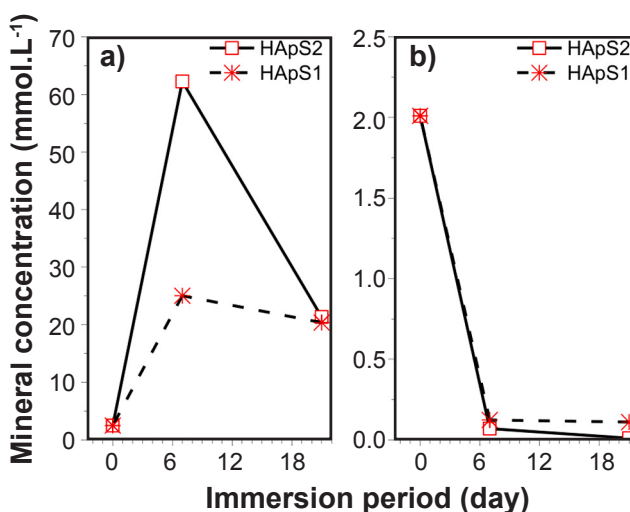 Mineral concentration (mmol.L⁻¹)
a)
HApS2
HApS1
70
60
50
40
30
20
10
0
0 6 12 18
b)
HApS2
HApS1
2.5
2.0
1.5
1.0
0.5
0.0
0 6 12 18
Immersion period (day)